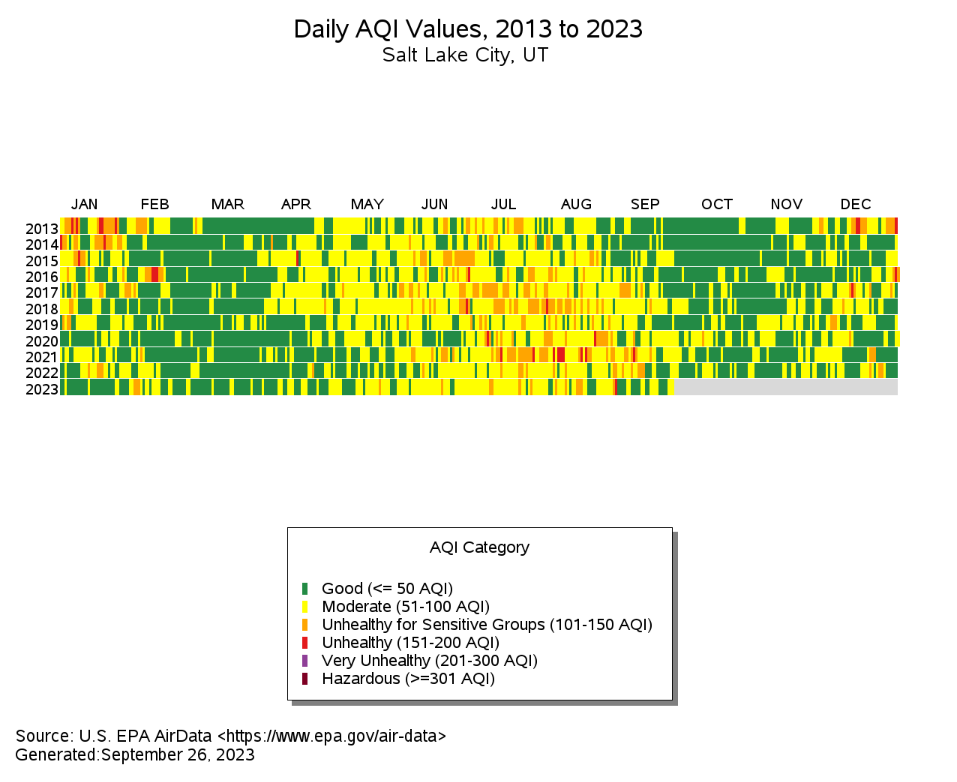 Daily AQI Values, 2013 to 2023
Salt Lake City, UT
JAN FEB MAR APR MAY JUN JUL AUG SEP OCT NOV DEC
2013
2014
2015
2016
2017
2018
2019
2020
2021
2022
2023
AQI Category
Good (<= 50 AQI)
Moderate (51-100 AQI)
Unhealthy for Sensitive Groups (101-150 AQI)
Unhealthy (151-200 AQI)
Very Unhealthy (201-300 AQI)
Hazardous (>=301 AQI)
Source: U.S. EPA AirData <https://www.epa.gov/air-data>
Generated:September 26, 2023